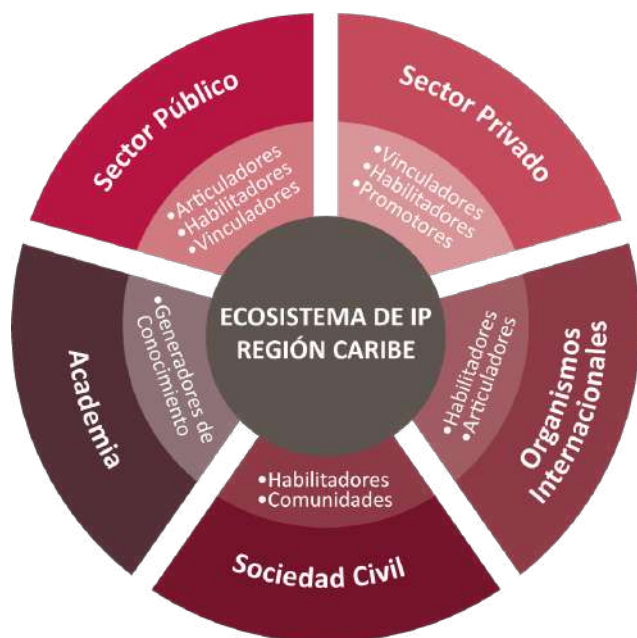 Sector Público
•Articuladores
•Habilitadores
•Vinculadores
Sector Privado
•Vinculadores
•Habilitadores
•Promotores
ECOSISTEMA DE IP
REGIÓN CARIBE
Organismos
Internacionales
•Habilitadores
•Articuladores
Sociedad Civil
•Habilitadores
•Comunidades
Academia
•Generadores de
Conocimiento